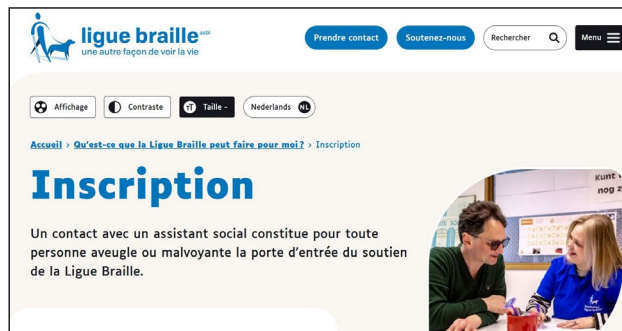 ligue braille asbl
une autre façon de voir la vie
Prendre contact
Soutenez-nous
Rechercher
Menu
Affichage
Contraste
Taille -
Nederlands NL
Accueil > Qu'est-ce que la Ligue Braille peut faire pour moi? > Inscription
Inscription
Un contact avec un assistant social constitue pour toute
personne aveugle ou malvoyante la porte d'entrée du soutien
de la Ligue Braille.
Kunt
nog z